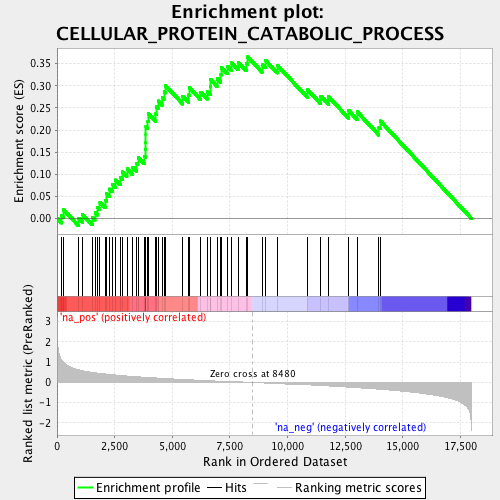 Enrichment plot:
CELLULAR_PROTEIN_CATABOLIC_PROCESS
Enrichment score (ES)
0.35
0.30
0.25
0.20
0.15
0.10
0.05
0.00
'na_pos' (positively correlated)
Ranked list metric (PreRanked)
3
2
1
0
-1
-2
Zero cross at 8480
'na_neg' (negatively correlated)
0
2,500
5,000
7,500
10,000
12,500
15,000
17,500
Rank in Ordered Dataset
Enrichment profile
Hits
Ranking metric scores